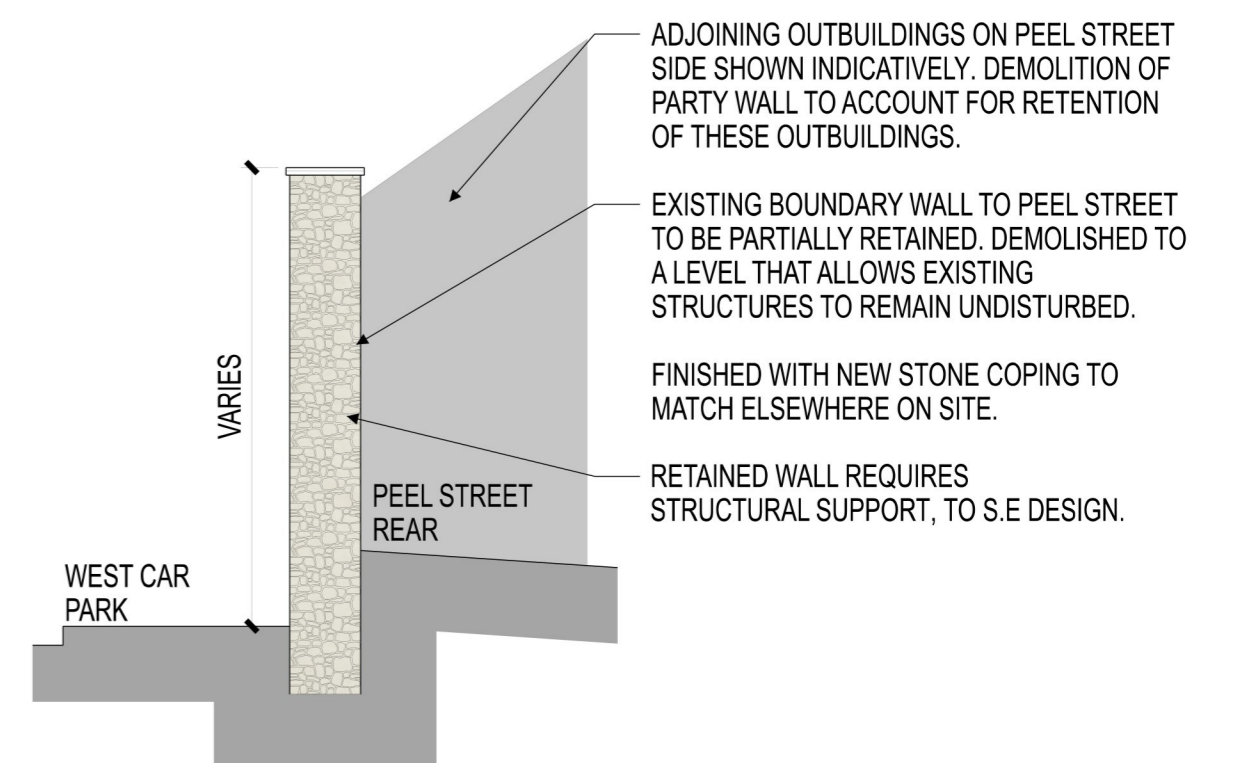 ADJOINING OUTBUILDINGS ON PEEL STREET
SIDE SHOWN INDICATIVELY. DEMOLITION OF
PARTY WALL TO ACCOUNT FOR RETENTION
OF THESE OUTBUILDINGS.
EXISTING BOUNDARY WALL TO PEEL STREET
TO BE PARTIALLY RETAINED. DEMOLISHED TO
A LEVEL THAT ALLOWS EXISTING
STRUCTURES TO REMAIN UNDISTURBED.
FINISHED WITH NEW STONE COPING TO
MATCH ELSEWHERE ON SITE.
RETAINED WALL REQUIRES
STRUCTURAL SUPPORT, TO S.E DESIGN.
VARIES
PEEL STREET
REAR
WEST CAR
PARK